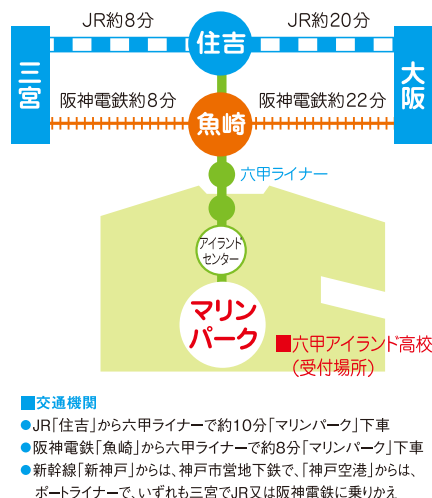 JR約8分
JR約20分
住吉
三宮
大阪
阪神電鉄約8分
阪神電鉄約22分
魚崎
六甲ライナー
アイランド
センター
マリン
パーク
■六甲アイランド高校
(受付場所)
■交通機関
●JR「住吉」から六甲ライナーで約10分「マリンパーク」下車
●阪神電鉄「魚崎」から六甲ライナーで約8分「マリンパーク」下車
●新幹線「新神戸」からは、神戸市営地下鉄で、「神戸空港」からは、
ポートライナーで、いずれも三宮でJR又は阪神電鉄に乗りかえ